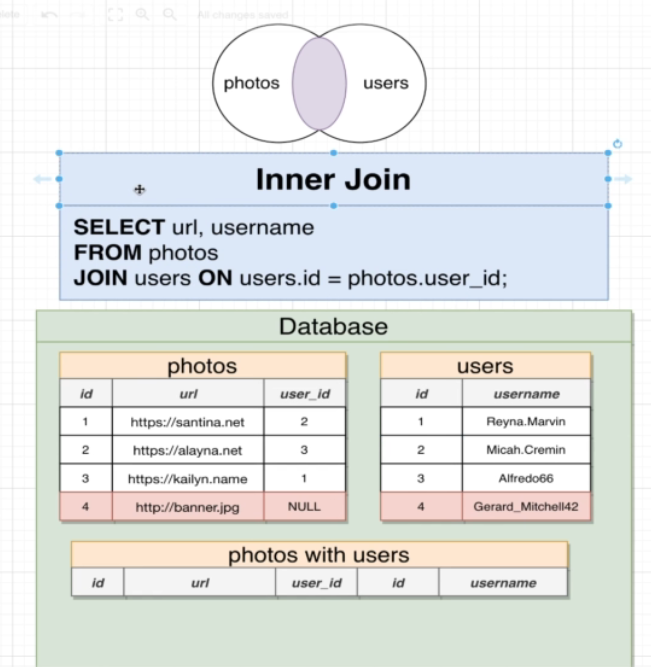 All changes saved
photos users
Inner Join
SELECT url, username
FROM photos
JOIN users ON users.id = photos.user_id;
Database
photos users
id url user_id id username
1 https://santina.net 2 1 Reyna.Marvin
2 https://alayna.net 3 2 Micah.Cremin
3 https://kailyn.name 1 3 Alfredo66
4 http://banner.jpg NULL 4 Gerard_Mitchell42
photos with users
id url user_id id username